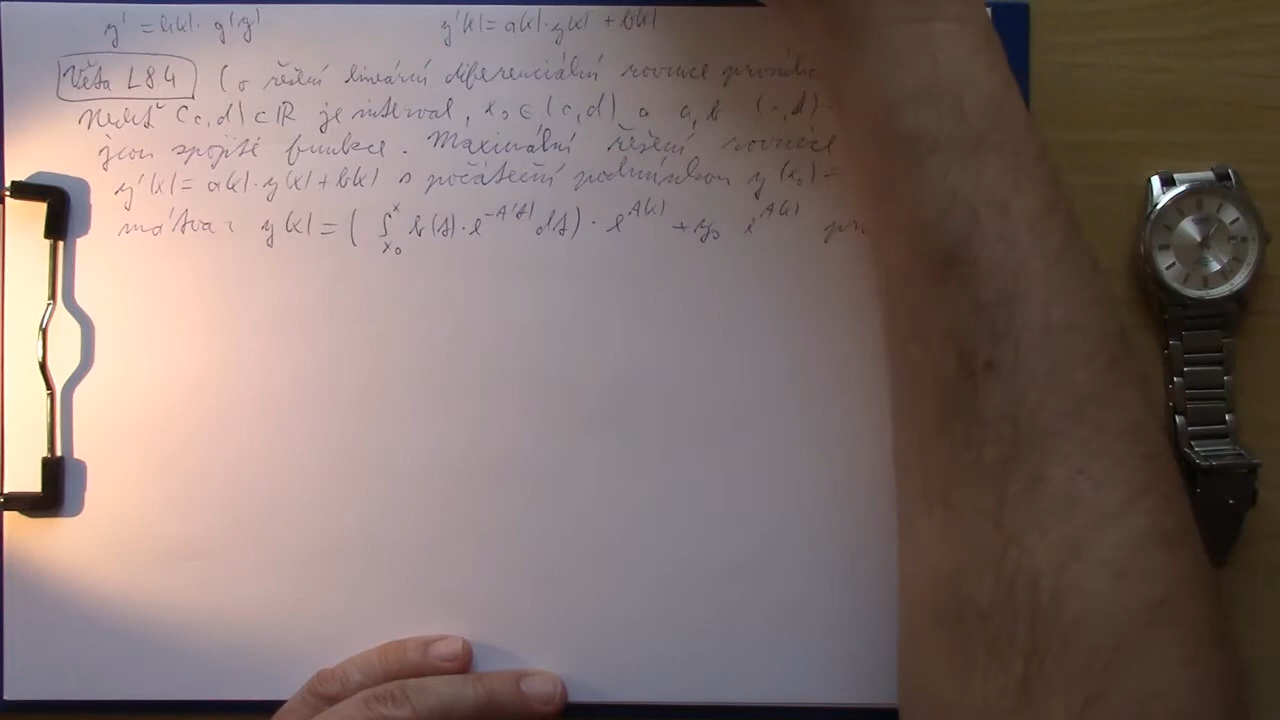 y' = h(x) · g(y) y'(x) = a(x) · y(x) + b(x)
Věta L84 ( o řešení lineární diferenciální rovnice prvního
Nechť (c,d) ⊂ ℝ je interval, x₀ ∈ (c,d) a a, b (c,d)
jsou spojité funkce. Maximální řešení rovnice
y'(x) = a(x) · y(x) + b(x) s počáteční podmínkou y(x₀) =
má tvar y(x) = ( ∫_{x₀}^{x} b(t) · e^{-A(t)} dt ) · e^{A(x)} + y₀ e^{A(x)}